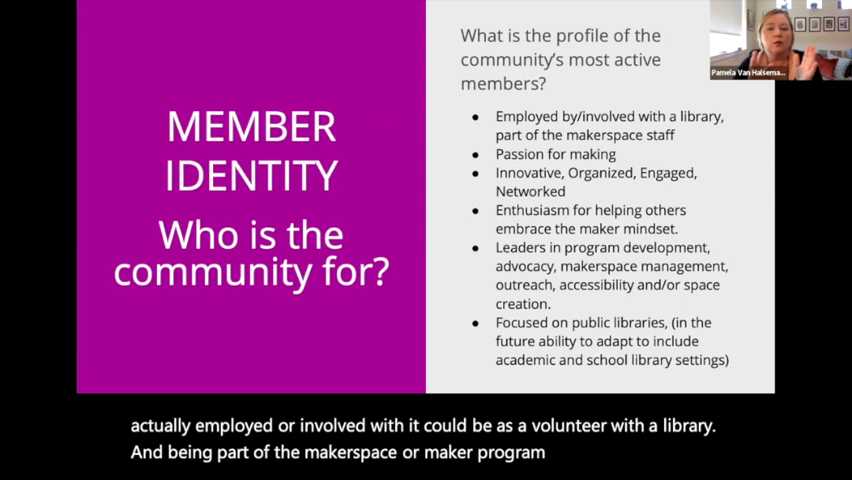 MEMBER
IDENTITY
Who is the
community for?
What is the profile of the
community's most active
members?
● Employed by/involved with a library,
part of the makerspace staff
● Passion for making
● Innovative, Organized, Engaged,
Networked
● Enthusiasm for helping others
embrace the maker mindset.
● Leaders in program development,
advocacy, makerspace management,
outreach, accessibility and/or space
creation.
● Focused on public libraries, (in the
future ability to adapt to include
academic and school library settings)
Pamela Van Halsema...
actually employed or involved with it could be as a volunteer with a library.
And being part of the makerspace or maker program